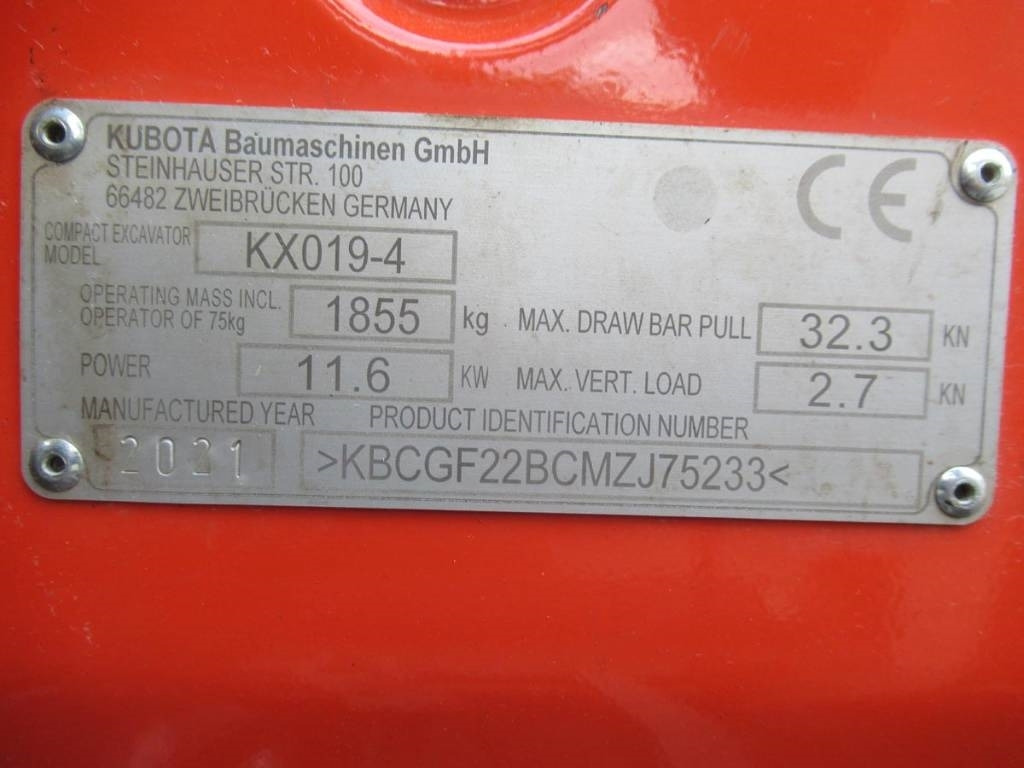 KUBOTA Baumaschinen GmbH
STEINHAUSER STR. 100
66482 ZWEIBRÜCKEN GERMANY
CE
COMPACT EXCAVATOR
MODEL KX019-4
OPERATING MASS INCL.
OPERATOR OF 75kg 1855 kg MAX. DRAW BAR PULL 32.3 KN
POWER 11.6 KW MAX. VERT. LOAD 2.7 KN
MANUFACTURED YEAR PRODUCT IDENTIFICATION NUMBER
2021 >KBCGF22BCMZJ75233<